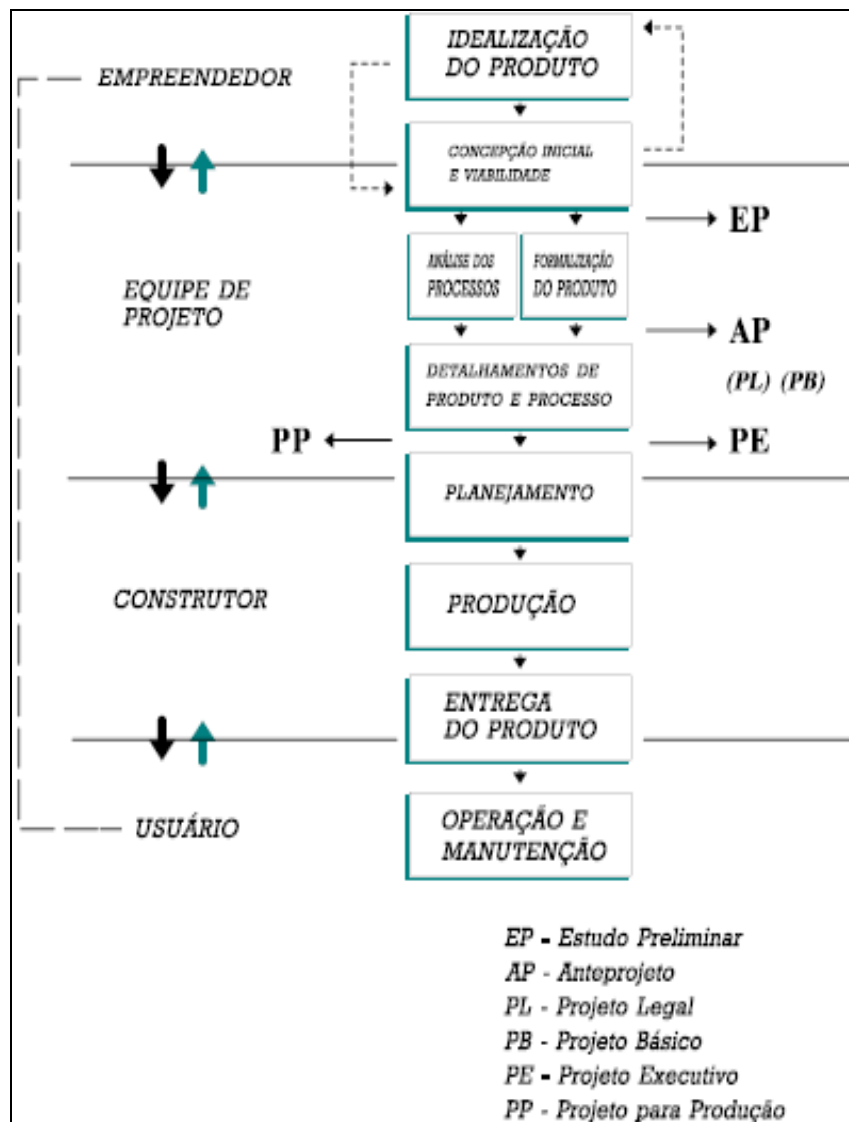 IDEALIZAÇÃO
DO PRODUTO
EMPREENDEDOR
CONCEPÇÃO INICIAL
E VIABILIDADE
EP
ANÁLISE DOS
PROCESSOS
FORMALIZAÇÃO
DO PRODUTO
EQUIPE DE
PROJETO
AP
(PL) (PB)
DETALHAMENTOS DE
PRODUTO E PROCESSO
PP
PE
PLANEJAMENTO
CONSTRUTOR
PRODUÇÃO
ENTREGA
DO PRODUTO
USUÁRIO
OPERAÇÃO E
MANUTENÇÃO
EP - Estudo Preliminar
AP - Anteprojeto
PL - Projeto Legal
PB - Projeto Básico
PE - Projeto Executivo
PP - Projeto para Produção